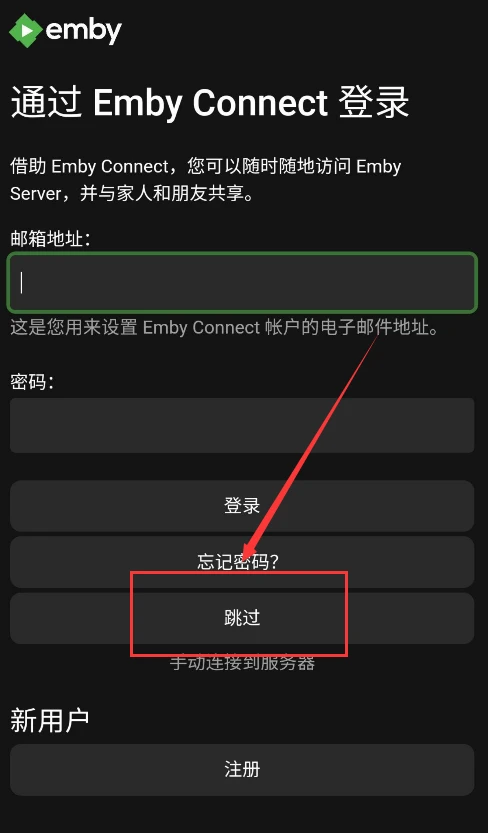 emby
通过 Emby Connect 登录
借助 Emby Connect，您可以随时随地访问 Emby
Server，并与家人和朋友共享。
邮箱地址：
这是您用来设置 Emby Connect 帐户的电子邮件地址。
密码：
登录
忘记密码？
跳过
手动连接到服务器
新用户
注册